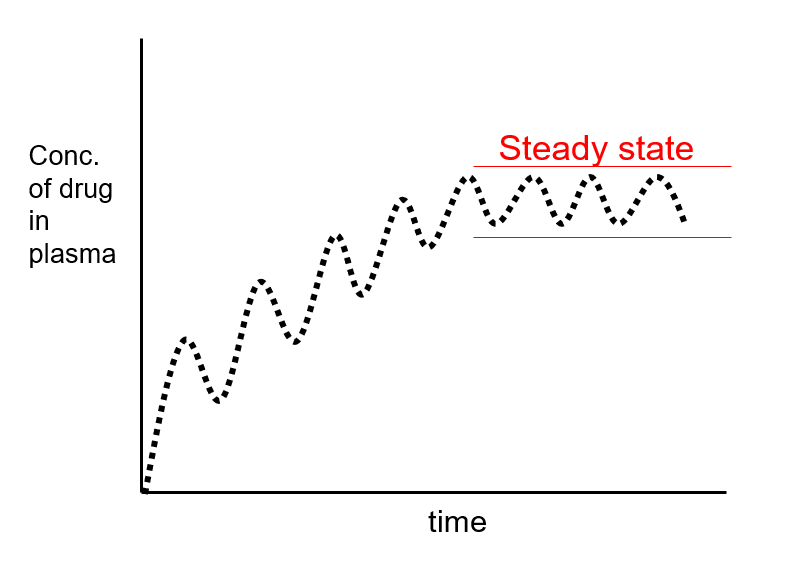 Steady state
Conc.
of drug
in
plasma
time